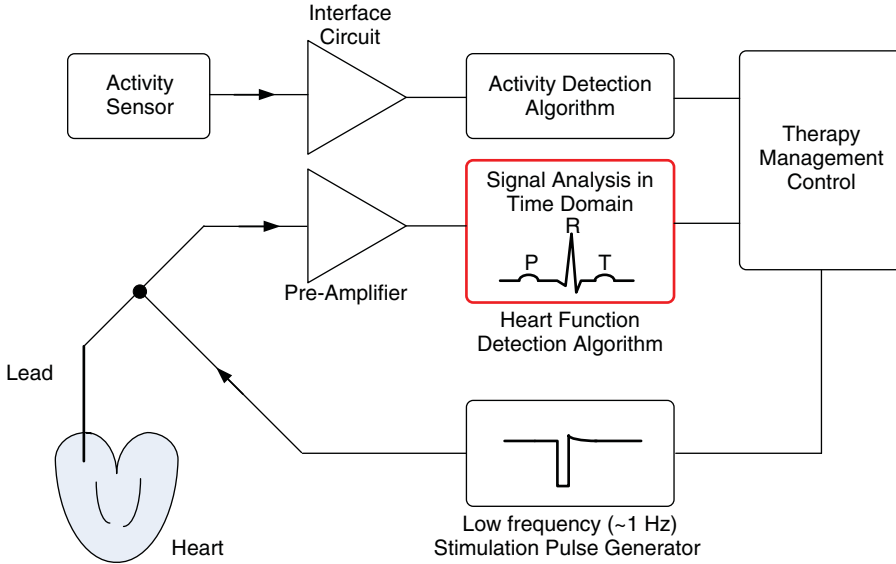 Interface
Circuit
Activity
Sensor
Activity Detection
Algorithm
Therapy
Management
Control
Signal Analysis in
Time Domain
R
P
T
Pre-Amplifier
Heart Function
Detection Algorithm
Lead
Heart
Low frequency (~1 Hz)
Stimulation Pulse Generator